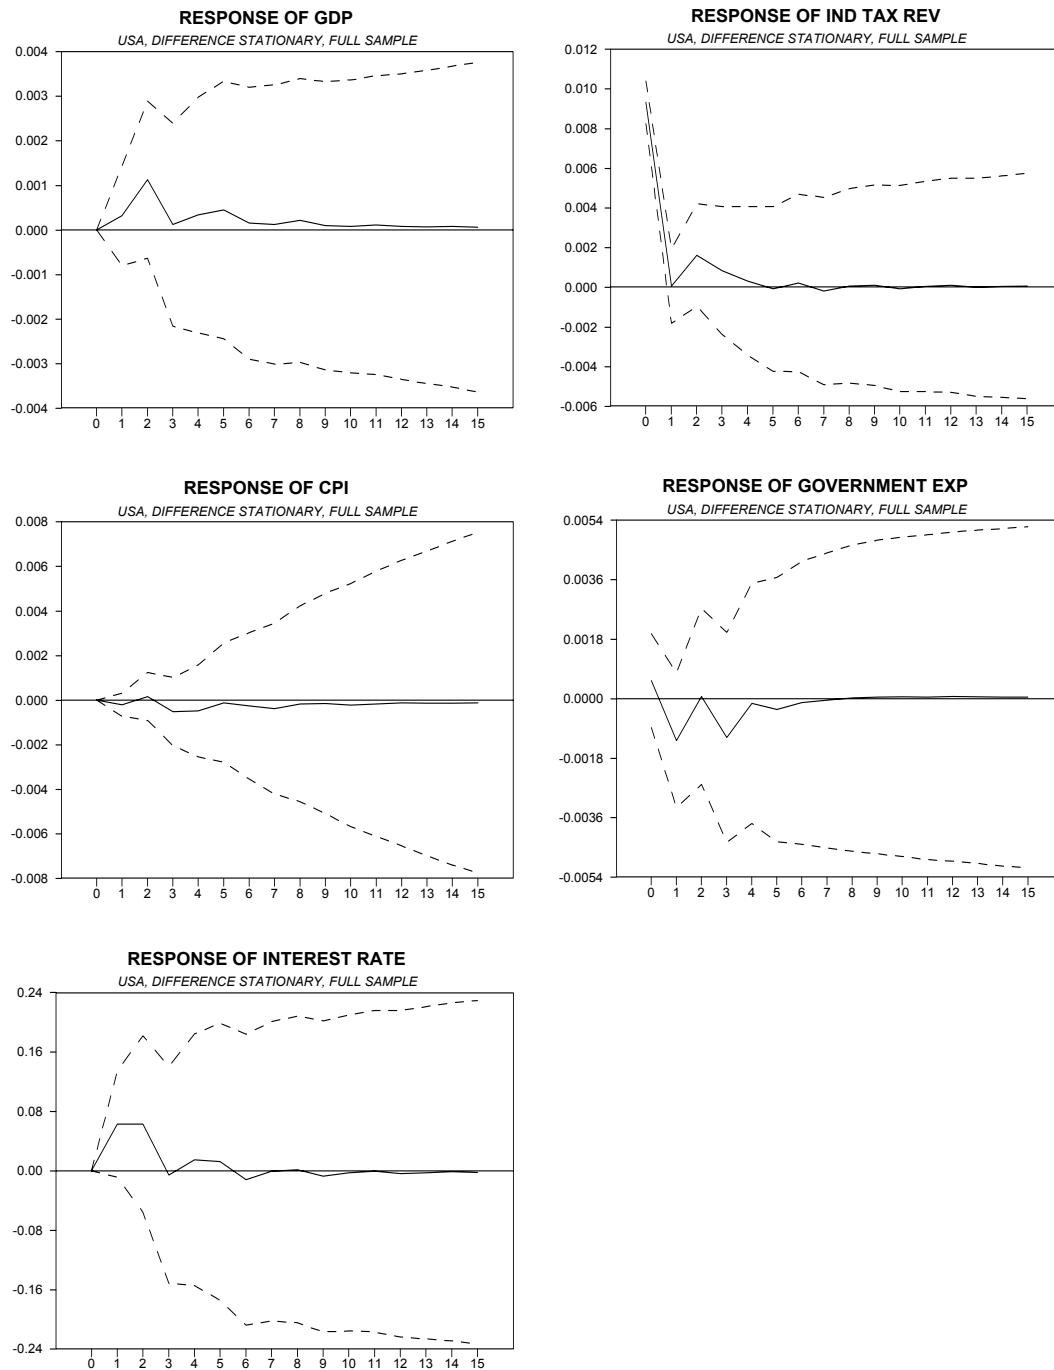 RESPONSE OF GDP
USA, DIFFERENCE STATIONARY, FULL SAMPLE
0.004
0.003
0.002
0.001
0.000
-0.001
-0.002
-0.003
-0.004
0 1 2 3 4 5 6 7 8 9 10 11 12 13 14 15
RESPONSE OF IND TAX REV
USA, DIFFERENCE STATIONARY, FULL SAMPLE
0.012
0.010
0.008
0.006
0.004
0.002
0.000
-0.002
-0.004
-0.006
0 1 2 3 4 5 6 7 8 9 10 11 12 13 14 15
RESPONSE OF CPI
USA, DIFFERENCE STATIONARY, FULL SAMPLE
0.008
0.006
0.004
0.002
0.000
-0.002
-0.004
-0.006
-0.008
0 1 2 3 4 5 6 7 8 9 10 11 12 13 14 15
RESPONSE OF GOVERNMENT EXP
USA, DIFFERENCE STATIONARY, FULL SAMPLE
0.0054
0.0036
0.0018
0.0000
-0.0018
-0.0036
-0.0054
0 1 2 3 4 5 6 7 8 9 10 11 12 13 14 15
RESPONSE OF INTEREST RATE
USA, DIFFERENCE STATIONARY, FULL SAMPLE
0.24
0.16
0.08
0.00
-0.08
-0.16
-0.24
0 1 2 3 4 5 6 7 8 9 10 11 12 13 14 15